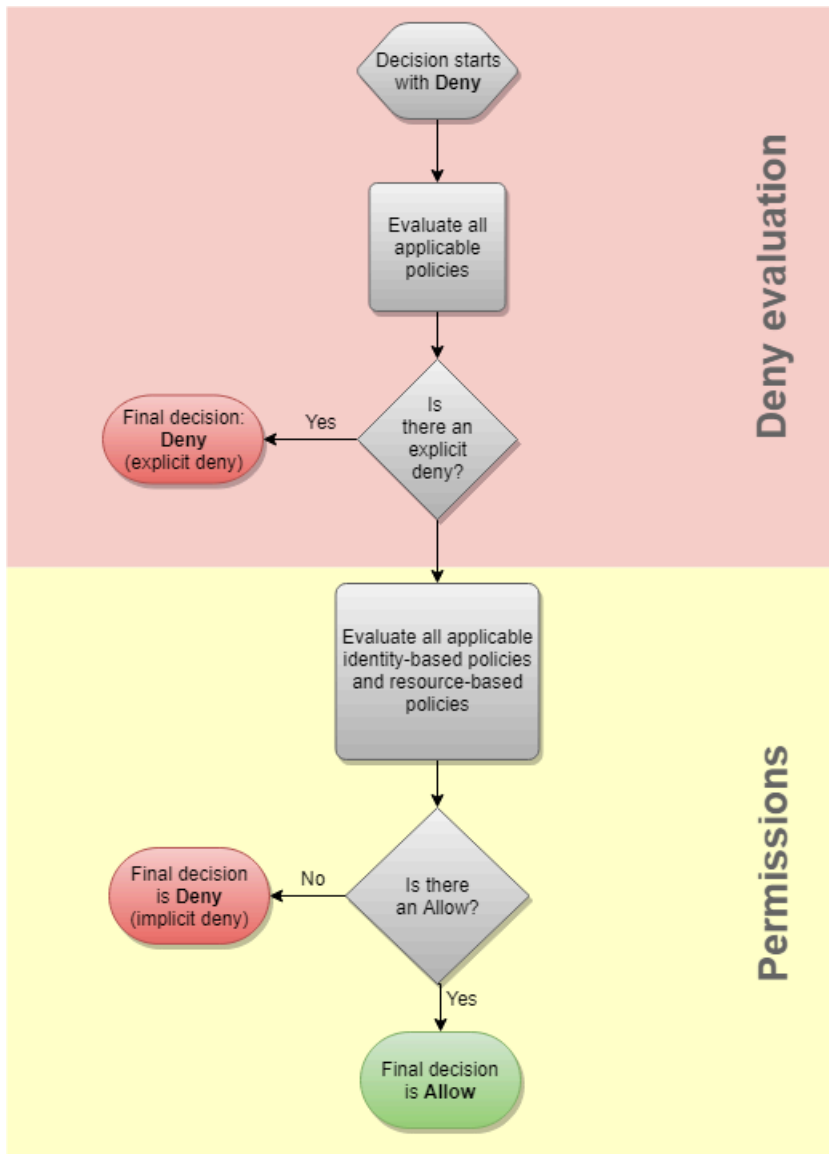 Decision starts
with Deny
Evaluate all
applicable
policies
Is
there an
explicit
deny?
Yes
Final decision:
Deny
(explicit deny)
Deny evaluation
Evaluate all applicable
identity-based policies
and resource-based
policies
Is there
an Allow?
No
Final decision
is Deny
(implicit deny)
Yes
Final decision
is Allow
Permissions